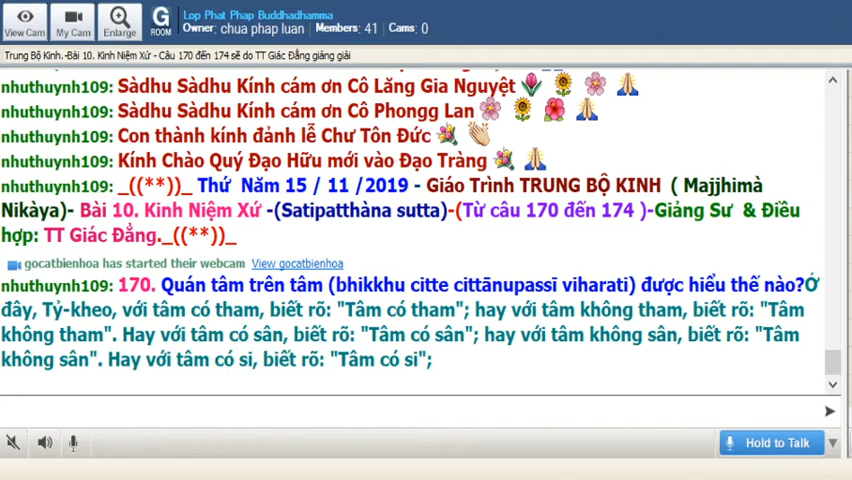 View Cam
My Cam
Enlarge
G
ROOM
Lop Phat Phap Buddhadhamma
Owner: chua phap luan / Members: 41 / Cams: 0
Trung Bộ Kinh.-Bài 10. Kinh Niệm Xứ - Câu 170 đến 174 sẽ do TT Giác Đẳng giảng giải
nhuthuynh109: Sàdhu Sàdhu Kính cám ơn Cô Lăng Gia Nguyệt
nhuthuynh109: Sàdhu Sàdhu Kính cám ơn Cô Phongg Lan
nhuthuynh109: Con thành kính đảnh lễ Chư Tôn Đức
nhuthuynh109: Kính Chào Quý Đạo Hữu mới vào Đạo Tràng
nhuthuynh109: _((**))_ Thứ Năm 15 / 11 /2019 - Giáo Trình TRUNG BỘ KINH ( Majjhimà
Nikàya)- Bài 10. Kinh Niệm Xứ -(Satipatthàna sutta)-(Từ câu 170 đến 174 )-Giảng Sư & Điều
hợp: TT Giác Đẳng._((**))_
gocatbienhoa has started their webcam View gocatbienhoa
nhuthuynh109: 170. Quán tâm trên tâm (bhikkhu citte cittānupassī viharati) được hiểu thế nào?Ở
đây, Tỷ-kheo, với tâm có tham, biết rõ: "Tâm có tham"; hay với tâm không tham, biết rõ: "Tâm
không tham". Hay với tâm có sân, biết rõ: "Tâm có sân"; hay với tâm không sân, biết rõ: "Tâm
không sân". Hay với tâm có si, biết rõ: "Tâm có si";
Hold to Talk